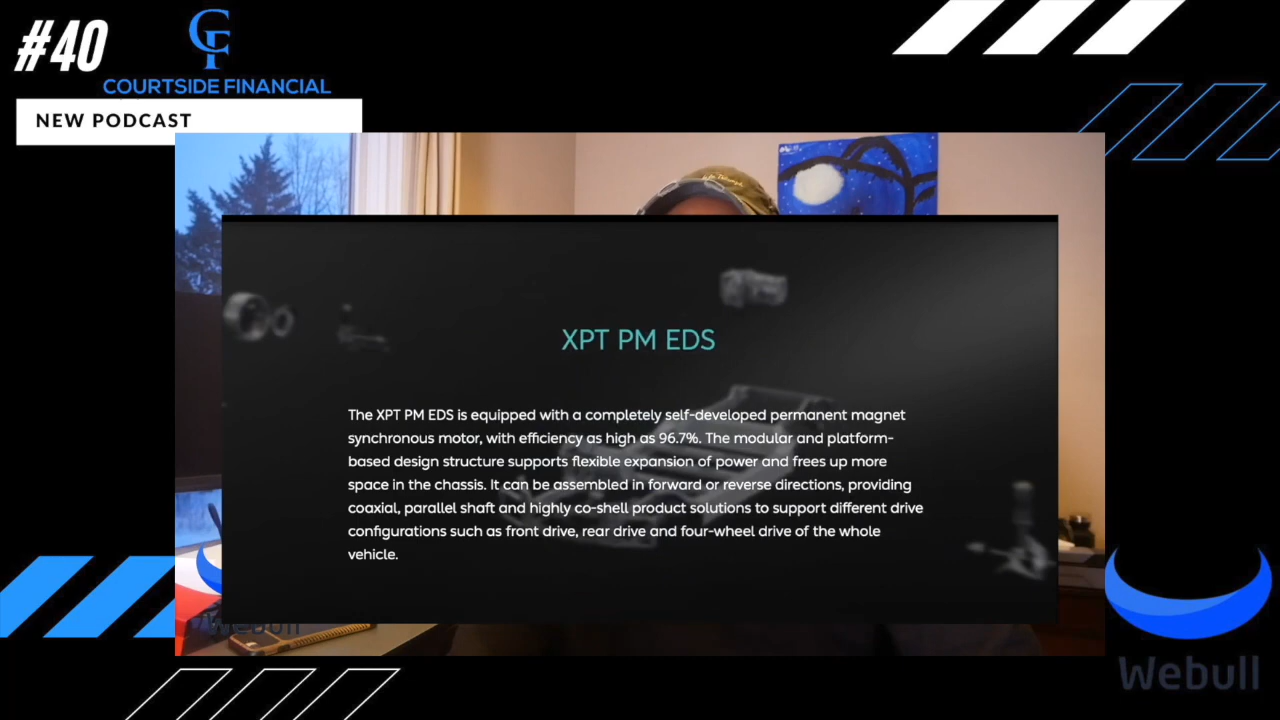 #40
COURTSIDE FINANCIAL
NEW PODCAST
XPT PM EDS
The XPT PM EDS is equipped with a completely self-developed permanent magnet
synchronous motor, with efficiency as high as 96.7%. The modular and platform-
based design structure supports flexible expansion of power and frees up more
space in the chassis. It can be assembled in forward or reverse directions, providing
coaxial, parallel shaft and highly co-shell product solutions to support different drive
configurations such as front drive, rear drive and four-wheel drive of the whole
vehicle.
Webull
Webull